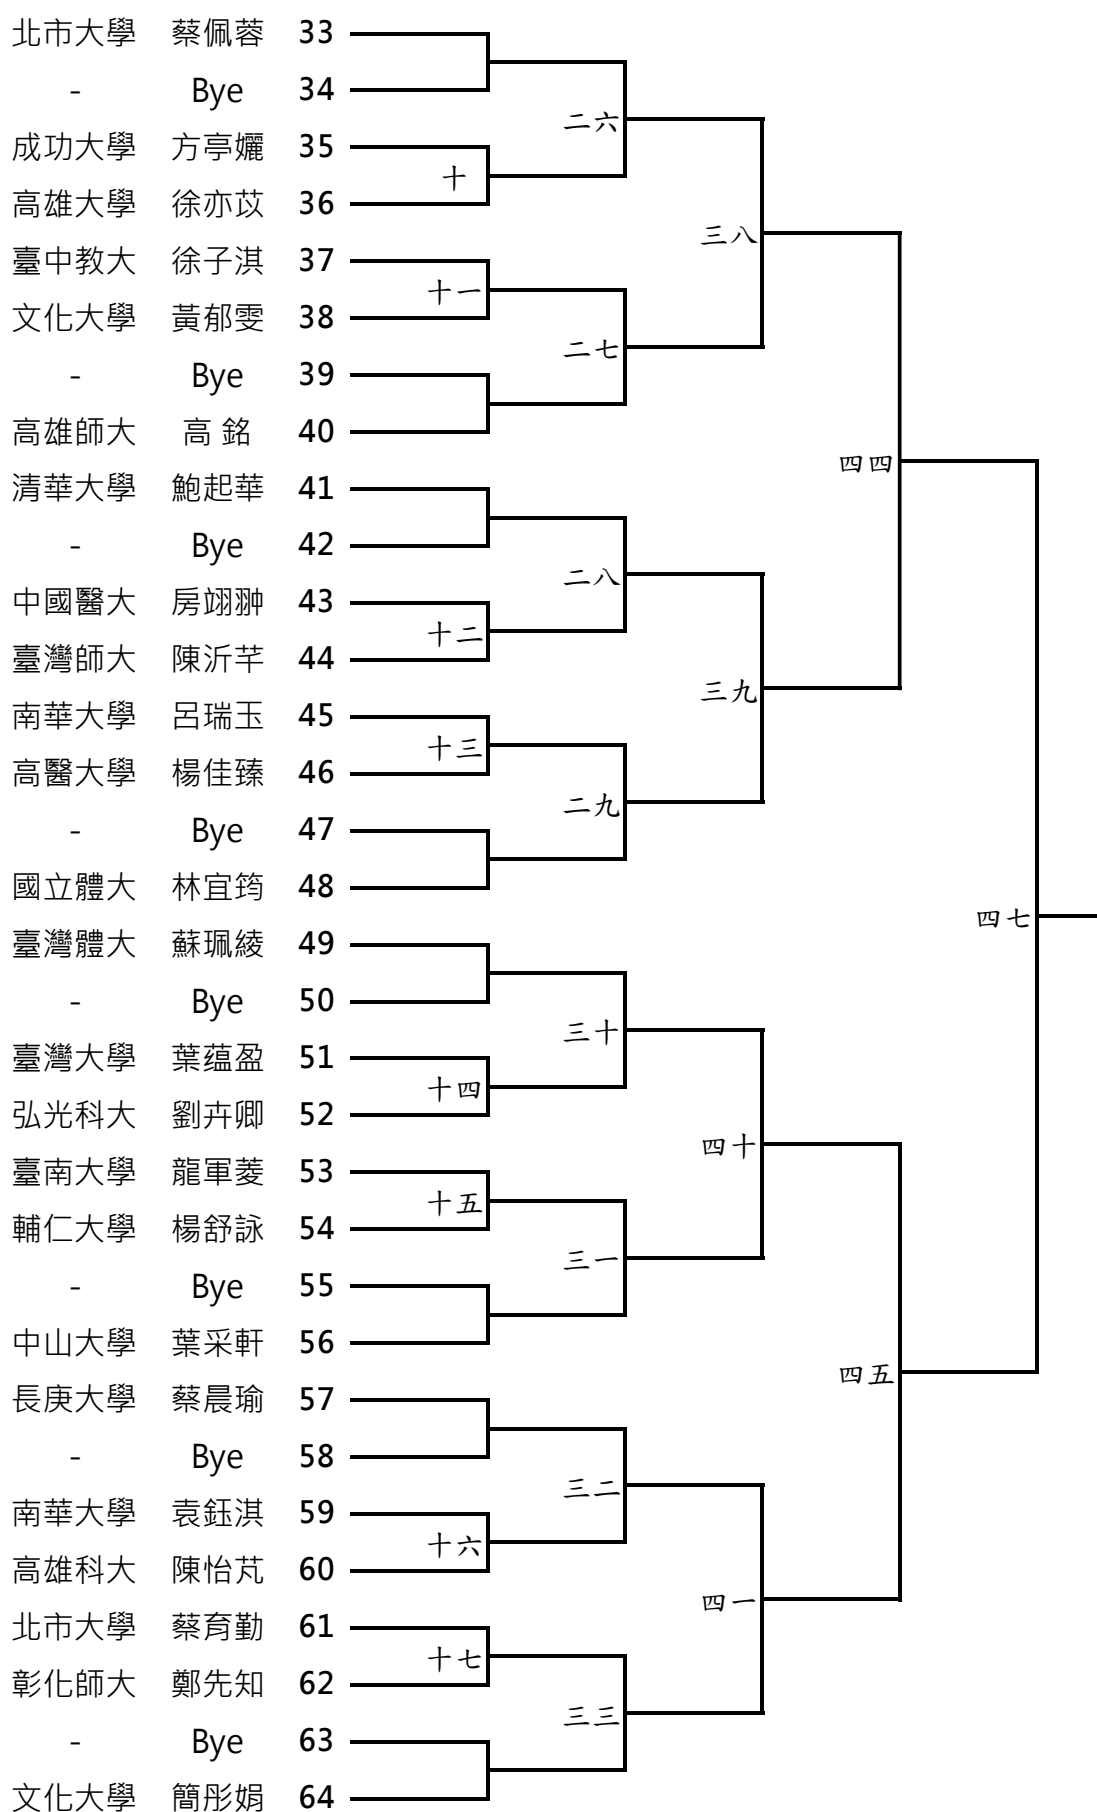 北市大學 蔡佩蓉 33
- Bye 34
二六
成功大學 方亭孋 35
十
高雄大學 徐亦苡 36
三八
臺中教大 徐子淇 37
十一
文化大學 黃郁雯 38
二七
- Bye 39
高雄師大 高 銘 40
四四
清華大學 鮑起華 41
- Bye 42
二八
中國醫大 房翊翀 43
十二
臺灣師大 陳沂芊 44
三九
南華大學 呂瑞玉 45
十三
高醫大學 楊佳臻 46
二九
- Bye 47
國立體大 林宜筠 48
四七
臺灣體大 蘇珮綾 49
- Bye 50
三十
臺灣大學 葉蘊盈 51
十四
弘光科大 劉卉卿 52
四十
臺南大學 龍軍菱 53
十五
輔仁大學 楊舒詠 54
三一
- Bye 55
中山大學 葉采軒 56
四五
長庚大學 蔡晨瑜 57
- Bye 58
三二
南華大學 袁鈺淇 59
十六
高雄科大 陳怡芃 60
四一
北市大學 蔡育勤 61
十七
彰化師大 鄭先知 62
三三
- Bye 63
文化大學 簡彤娟 64